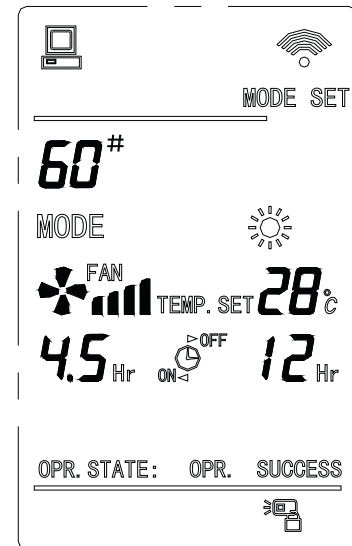 MODE SET
60#
MODE
FAN
TEMP. SET 28°C
▷OFF
4.5 Hr 12 Hr
ON◁
OPR. STATE: OPR. SUCCESS